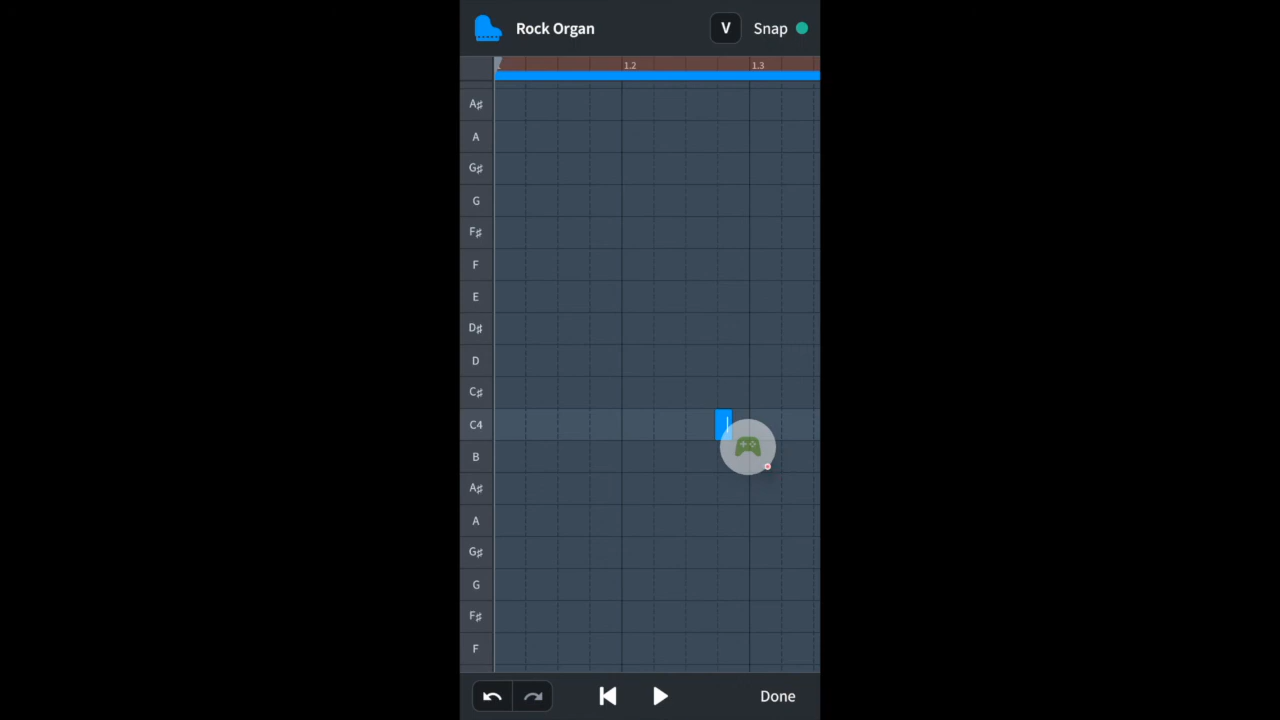 Rock Organ V Snap
1.2 1.3
A♯
A
G♯
G
F♯
F
E
D♯
D
C♯
C4
B
A♯
A
G♯
G
F♯
F
Done